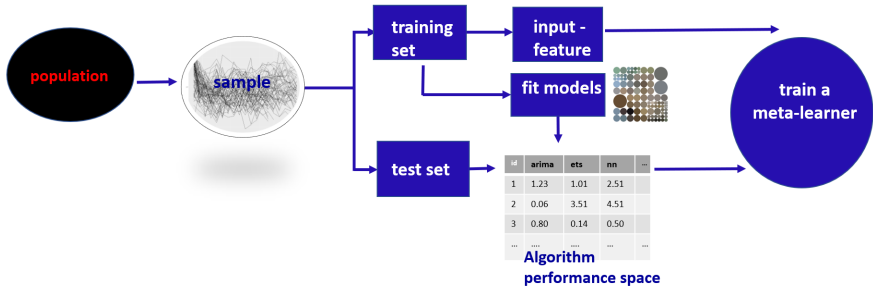 population
sample
training
set
input -
feature
fit models
train a
meta-learner
test set
id arima ets nn ...
1 1.23 1.01 2.51
2 0.06 3.51 4.51
3 0.80 0.14 0.50
... .... ... ... ...
Algorithm
performance space